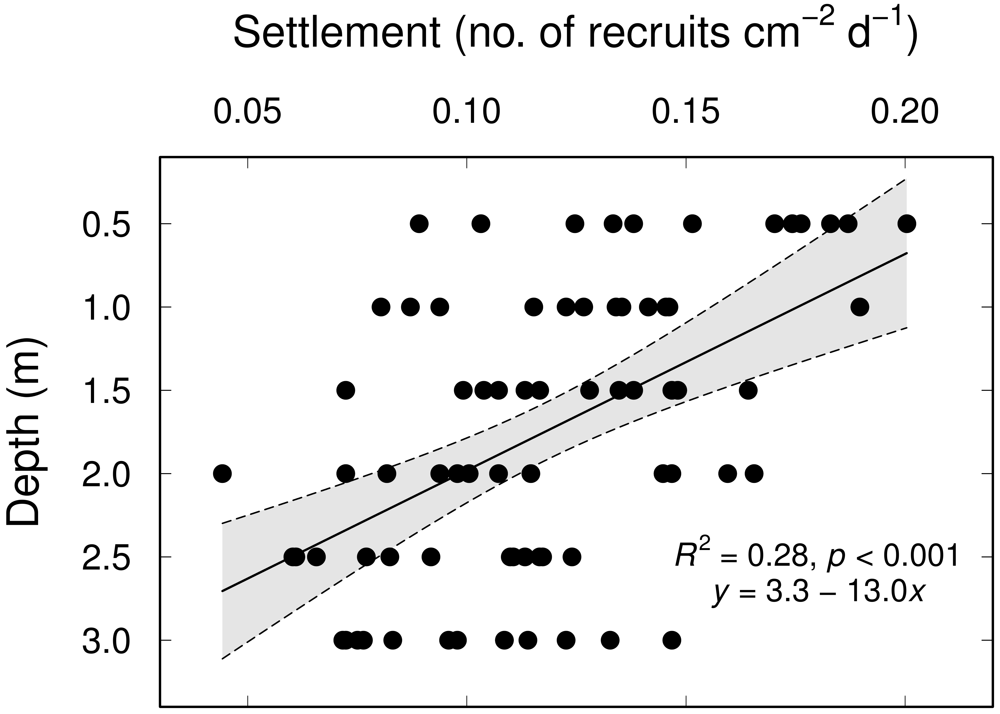 Settlement (no. of recruits cm⁻² d⁻¹)
0.05 0.10 0.15 0.20
Depth (m)
0.5
1.0
1.5
2.0
2.5
3.0
R² = 0.28, p < 0.001
y = 3.3 − 13.0x